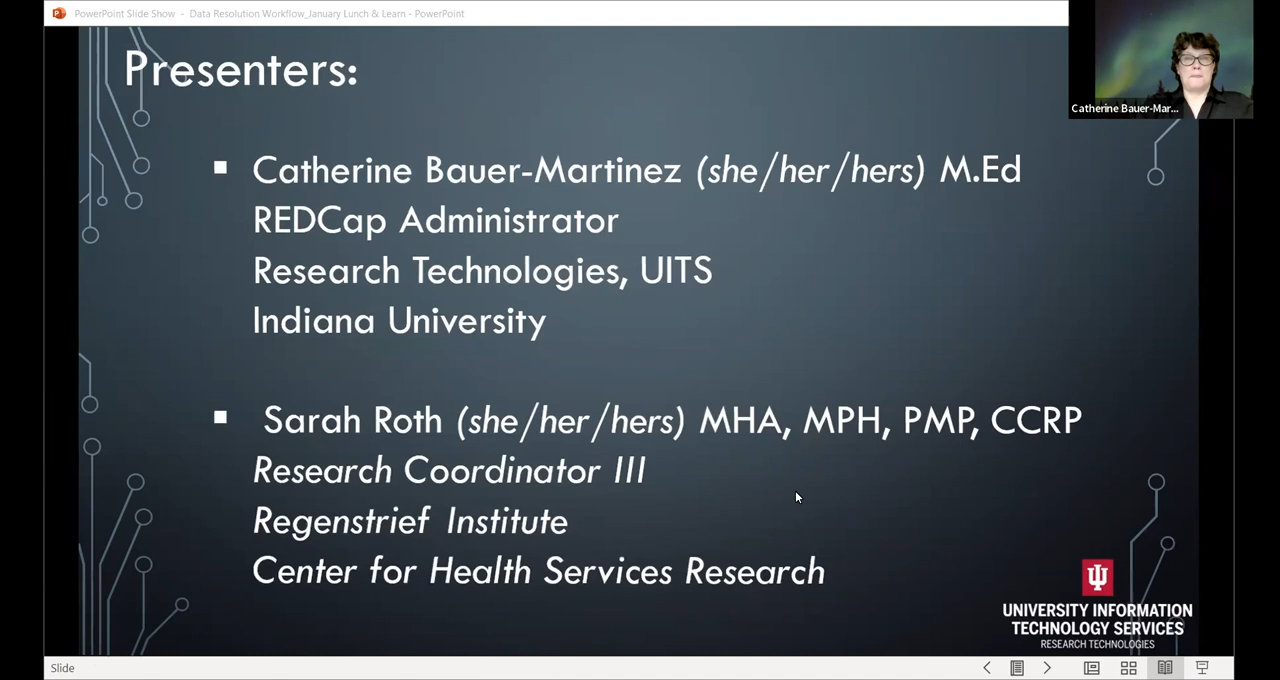 PowerPoint Slide Show - Data Resolution Workflow_January Lunch & Learn - PowerPoint
Presenters:
Catherine Bauer-Mar...
▪ Catherine Bauer-Martinez (she/her/hers) M.Ed
REDCap Administrator
Research Technologies, UITS
Indiana University
▪ Sarah Roth (she/her/hers) MHA, MPH, PMP, CCRP
Research Coordinator III
Regenstrief Institute
Center for Health Services Research
UNIVERSITY INFORMATION
TECHNOLOGY SERVICES
RESEARCH TECHNOLOGIES
Slide